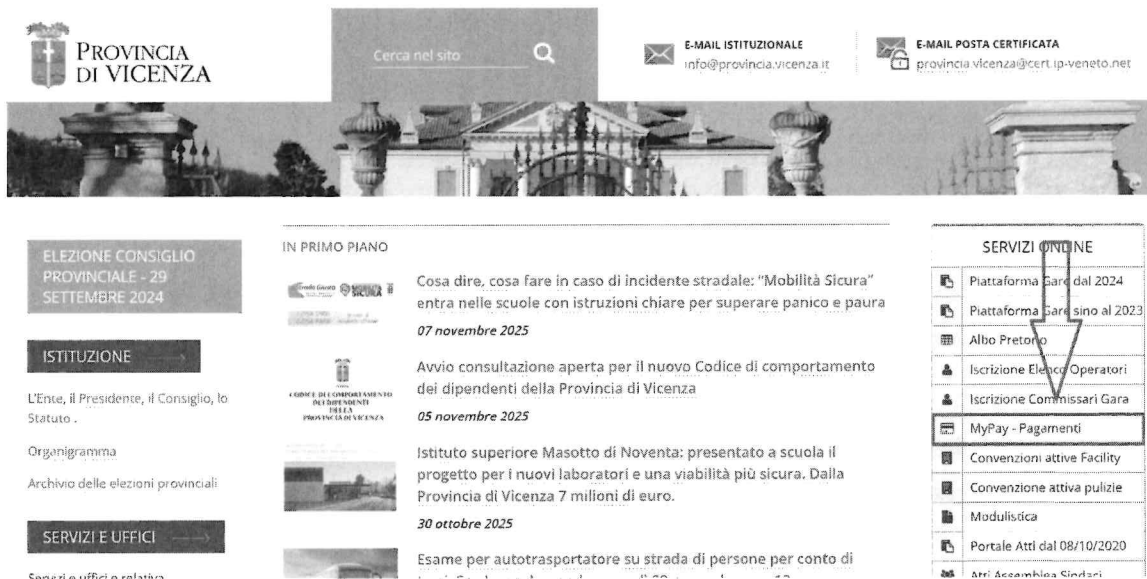 PROVINCIA
DI VICENZA
Cerca nel sito
E-MAIL ISTITUZIONALE
info@provincia.vicenza.it
E-MAIL POSTA CERTIFICATA
provincia.vicenza@cert.ip-veneto.net
ELEZIONE CONSIGLIO
PROVINCIALE - 29
SETTEMBRE 2024
ISTITUZIONE
L'Ente, il Presidente, il Consiglio, lo
Statuto .
Organigramma
Archivio delle elezioni provinciali
SERVIZI E UFFICI
Servizi e uffici e relativa
IN PRIMO PIANO
MOBILITÀ
SICURA
Cosa dire, cosa fare in caso di incidente stradale: “Mobilità Sicura”
entra nelle scuole con istruzioni chiare per superare panico e paura
07 novembre 2025
CODICE DI COMPORTAMENTO
DEI DIPENDENTI
DELLA
PROVINCIA DI VICENZA
Avvio consultazione aperta per il nuovo Codice di comportamento
dei dipendenti della Provincia di Vicenza
05 novembre 2025
Istituto superiore Masotto di Noventa: presentato a scuola il
progetto per i nuovi laboratori e una viabilità più sicura. Dalla
Provincia di Vicenza 7 milioni di euro.
30 ottobre 2025
Esame per autotrasportatore su strada di persone per conto di
SERVIZI ONLINE
Piattaforma Gare dal 2024
Piattaforma Gare sino al 2023
Albo Pretorio
Iscrizione Elenco Operatori
Iscrizione Commissari Gara
MyPay - Pagamenti
Convenzioni attive Facility
Convenzione attiva pulizie
Modulistica
Portale Atti dal 08/10/2020
Atti Assemblea Sindaci